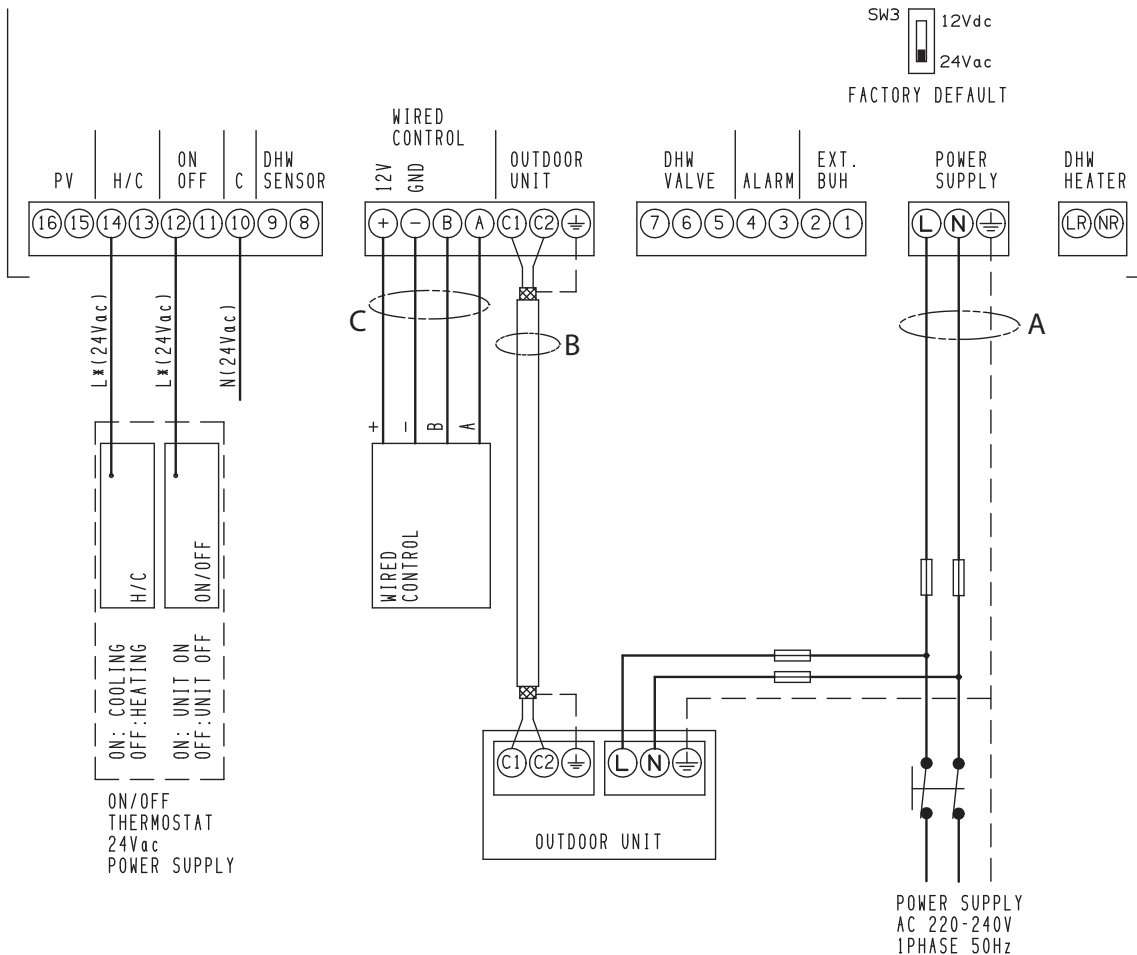 SW3
12Vdc
24Vac
FACTORY DEFAULT
PV
H/C
ON
OFF
C
DHW
SENSOR
WIRED
CONTROL
12V
GND
OUTDOOR
UNIT
DHW
VALVE
ALARM
EXT.
BUH
POWER
SUPPLY
DHW
HEATER
16 15 14 13 12 11 10 9 8
+ - B A C1 C2
7 6 5 4 3 2 1
L N
LR NR
L*(24Vac)
L*(24Vac)
N(24Vac)
C
B
A
+ - B A
H/C
ON/OFF
WIRED
CONTROL
ON: COOLING
OFF:HEATING
ON: UNIT ON
OFF:UNIT OFF
ON/OFF
THERMOSTAT
24Vac
POWER SUPPLY
C1 C2
L N
OUTDOOR UNIT
POWER SUPPLY
AC 220-240V
1PHASE 50Hz